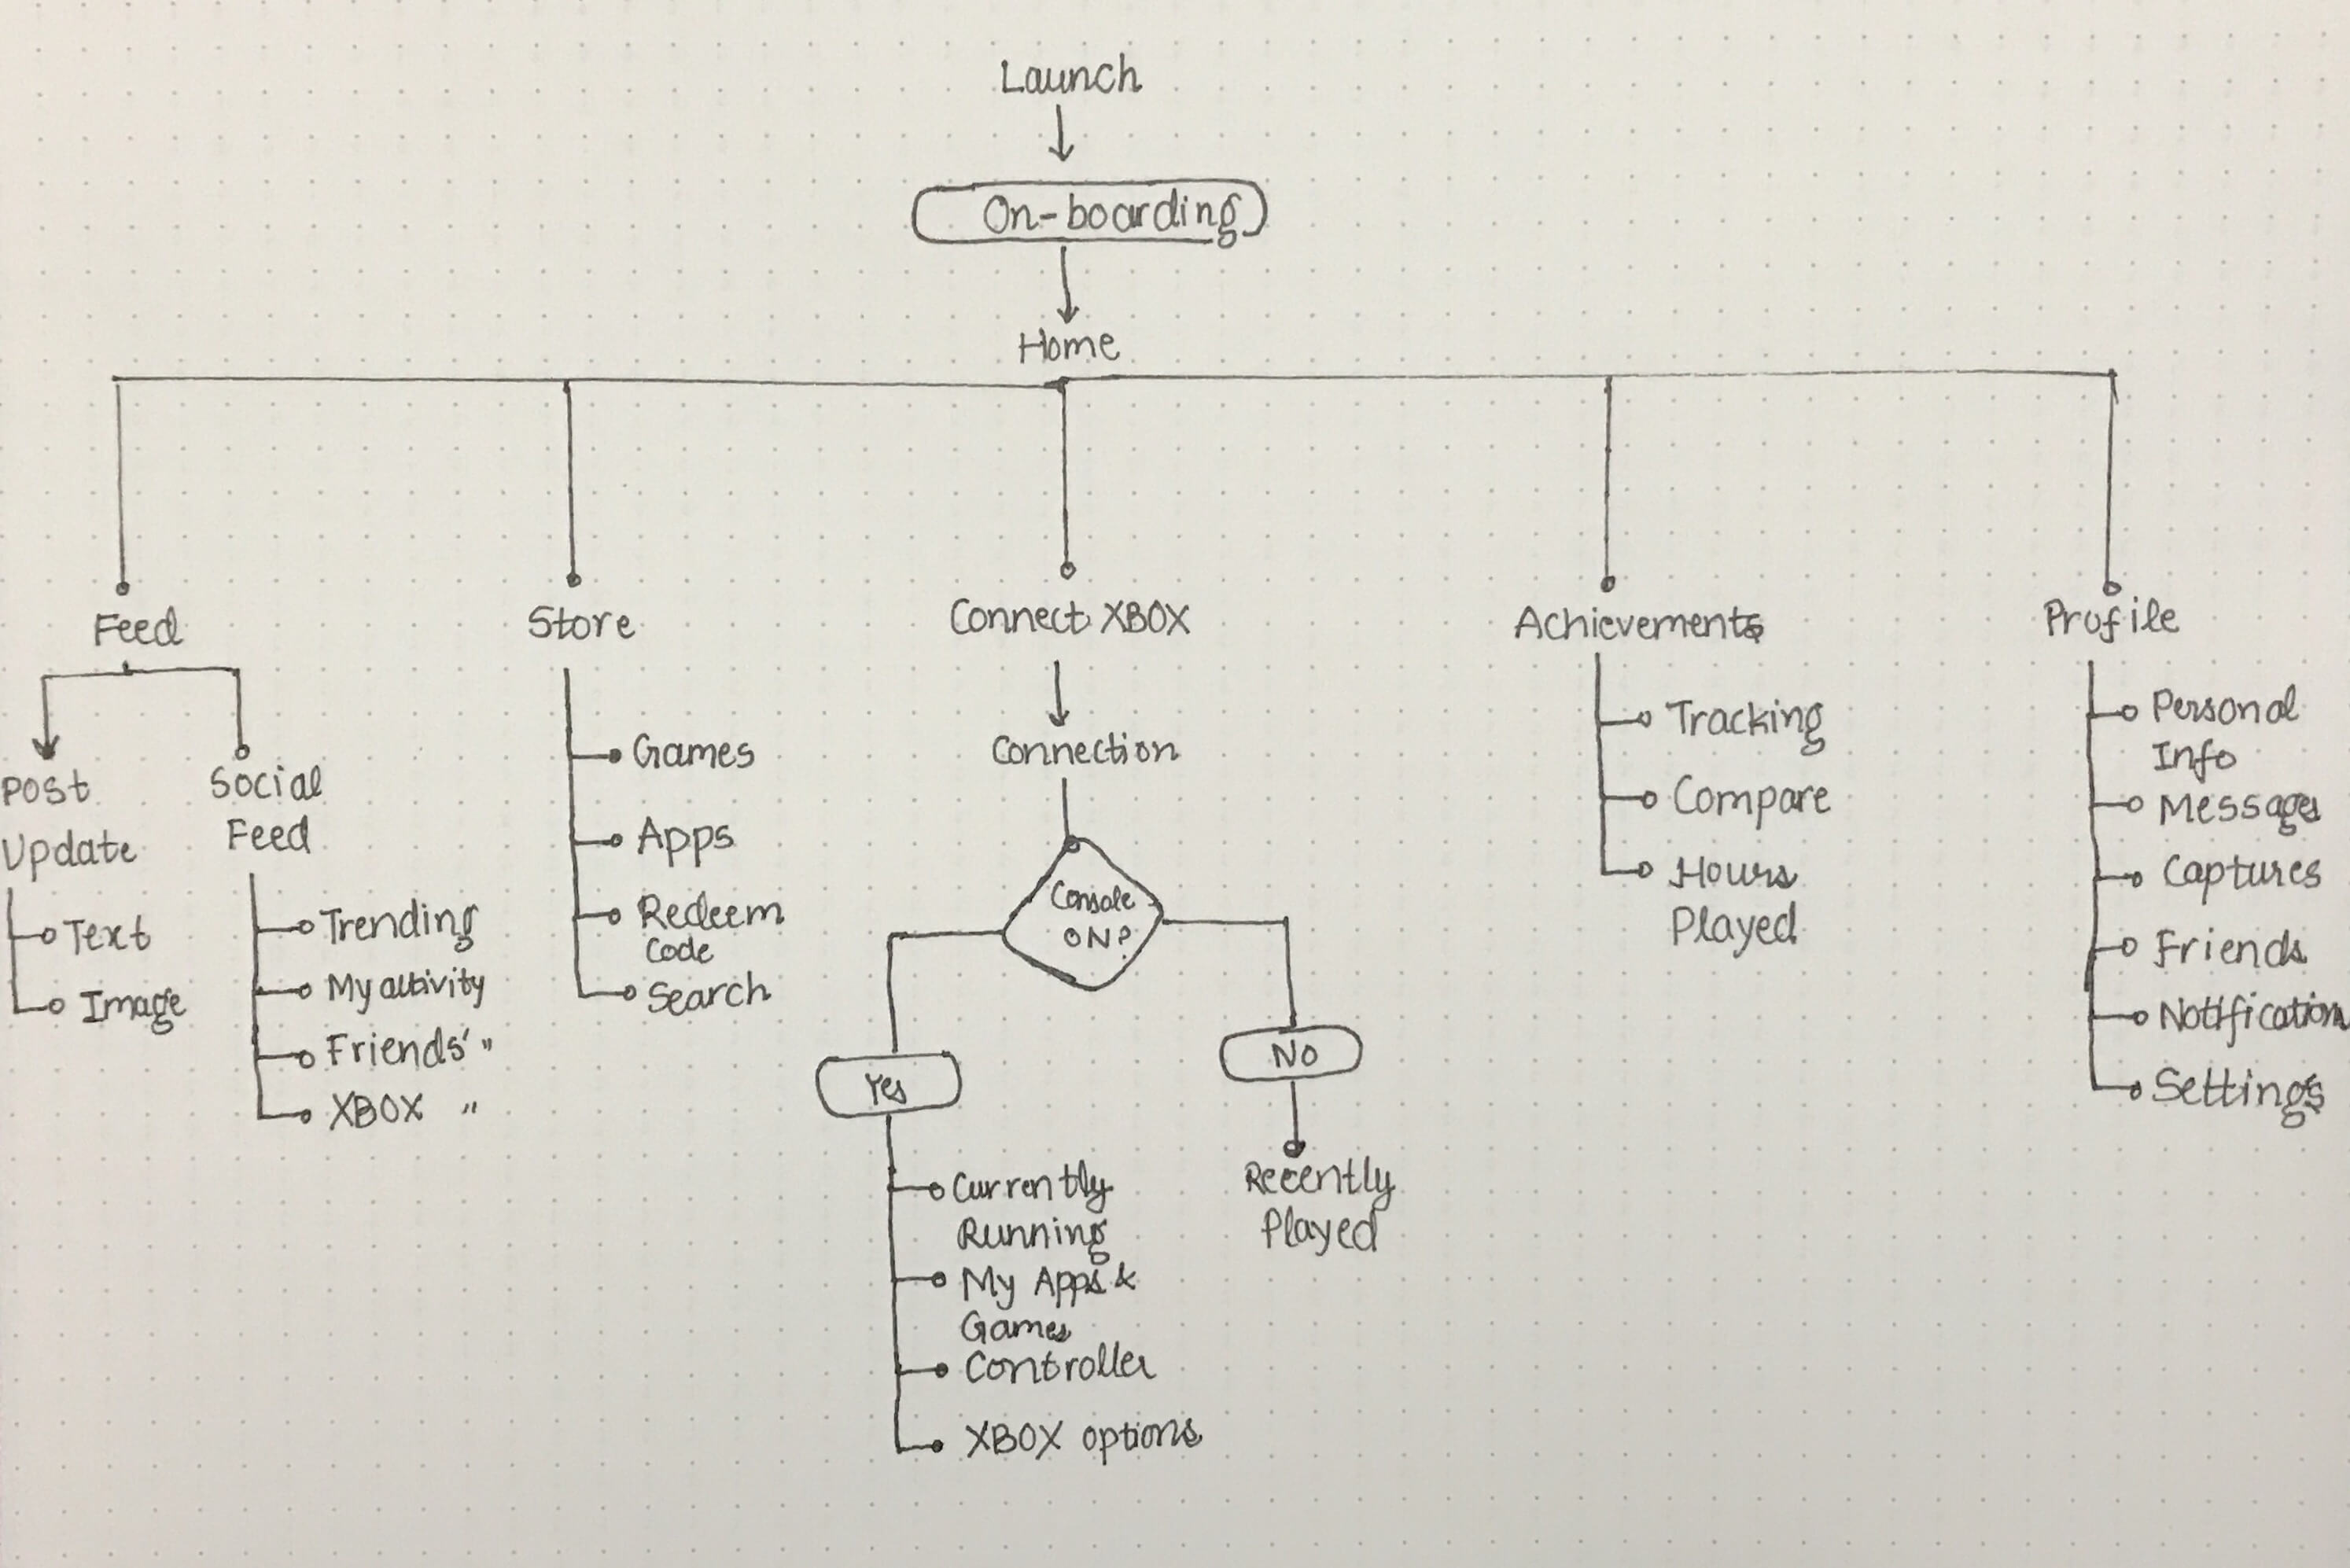 Launch
On-boarding
Home
Feed
Post
Update
Text
Image
Social
Feed
Trending
My activity
Friends' "
XBOX "
Store
Games
Apps
Redeem
Code
Search
Connect XBOX
Connection
Console
ON?
Yes
Currently
Running
My Apps &
Games
Controller
XBOX options
No
Recently
Played
Achievements
Tracking
Compare
Hours
Played
Profile
Personal
Info
Messages
Captures
Friends
Notification
Settings